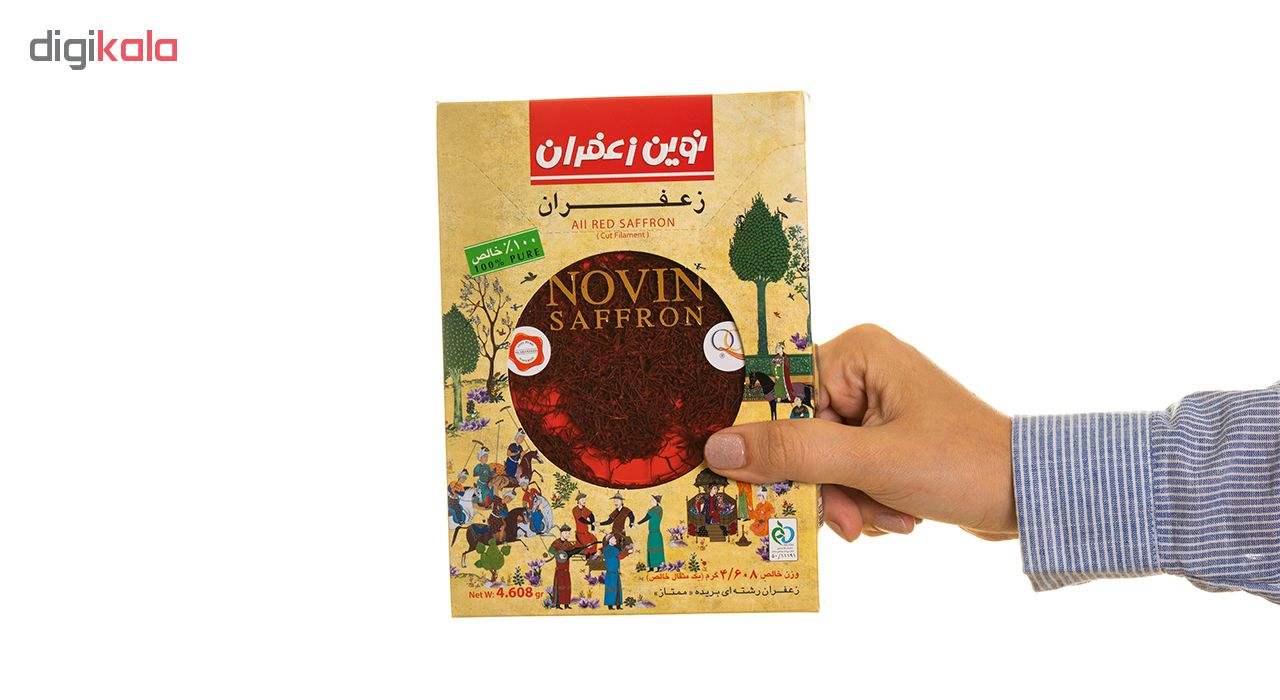 digikala
نوین زعفران
زعفران
All RED SAFFRON
( Cut Filament )
۱۰۰٪ خالص
100% PURE
NOVIN
SAFFRON
وزن خالص ۴/۶۰۸ گرم (یک مثقال خالص)
Net W: 4.608 gr
زعفران رشته ای بریده « ممتاز »